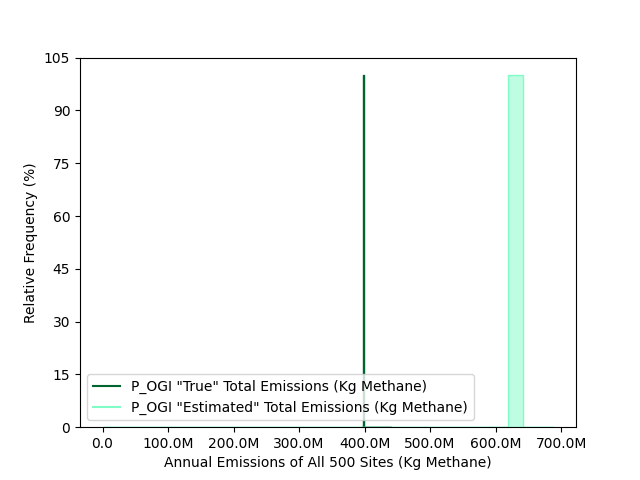 105
90
75
60
45
30
15
0
Relative Frequency (%)
P_OGI "True" Total Emissions (Kg Methane)
P_OGI "Estimated" Total Emissions (Kg Methane)
0.0 100.0M 200.0M 300.0M 400.0M 500.0M 600.0M 700.0M
Annual Emissions of All 500 Sites (Kg Methane)